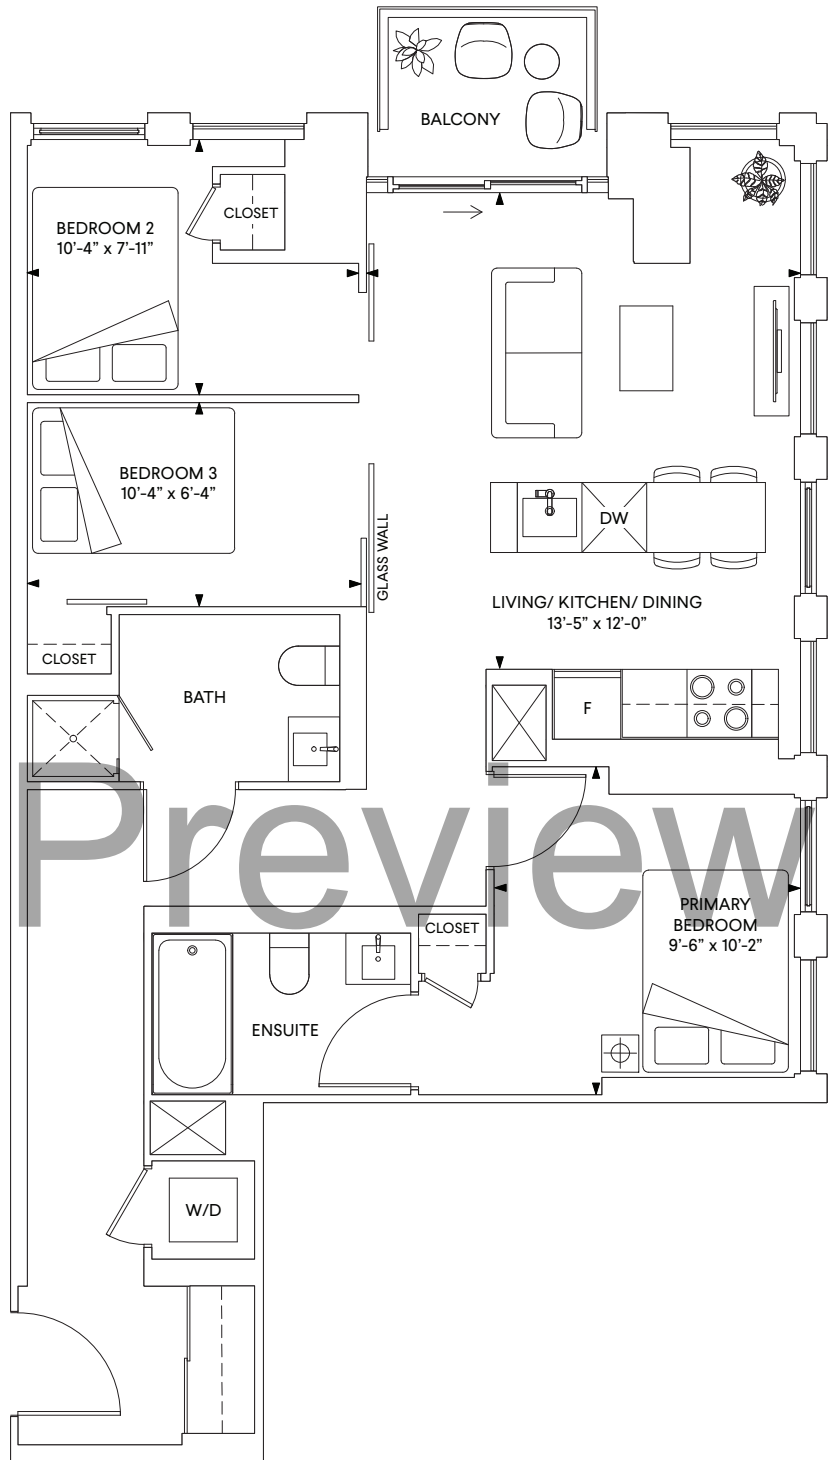 BALCONY
BEDROOM 2
10’-4” x 7’-11”
CLOSET
BEDROOM 3
10’-4” x 6’-4”
GLASS WALL
DW
LIVING/ KITCHEN/ DINING
13’-5” x 12’-0”
CLOSET
BATH
F
Preview
PRIMARY
BEDROOM
9’-6” x 10’-2”
CLOSET
ENSUITE
W/D